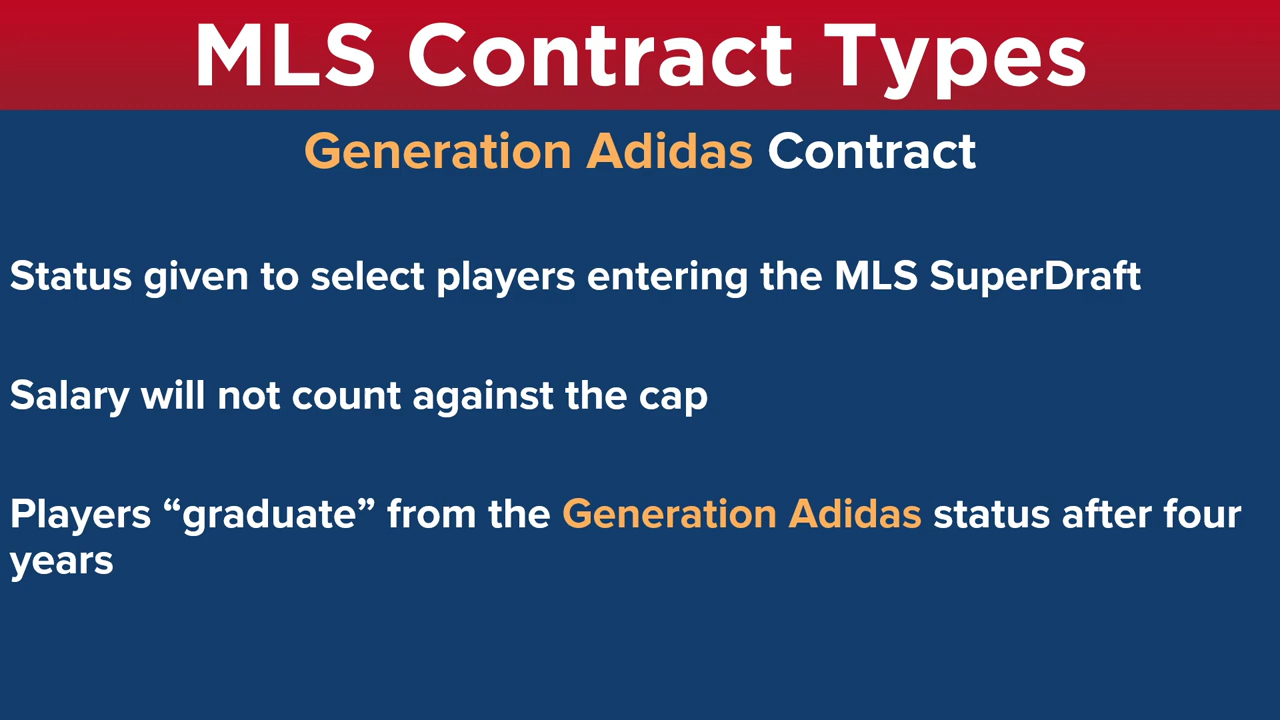 MLS Contract Types
Generation Adidas Contract
Status given to select players entering the MLS SuperDraft
Salary will not count against the cap
Players “graduate” from the Generation Adidas status after four
years